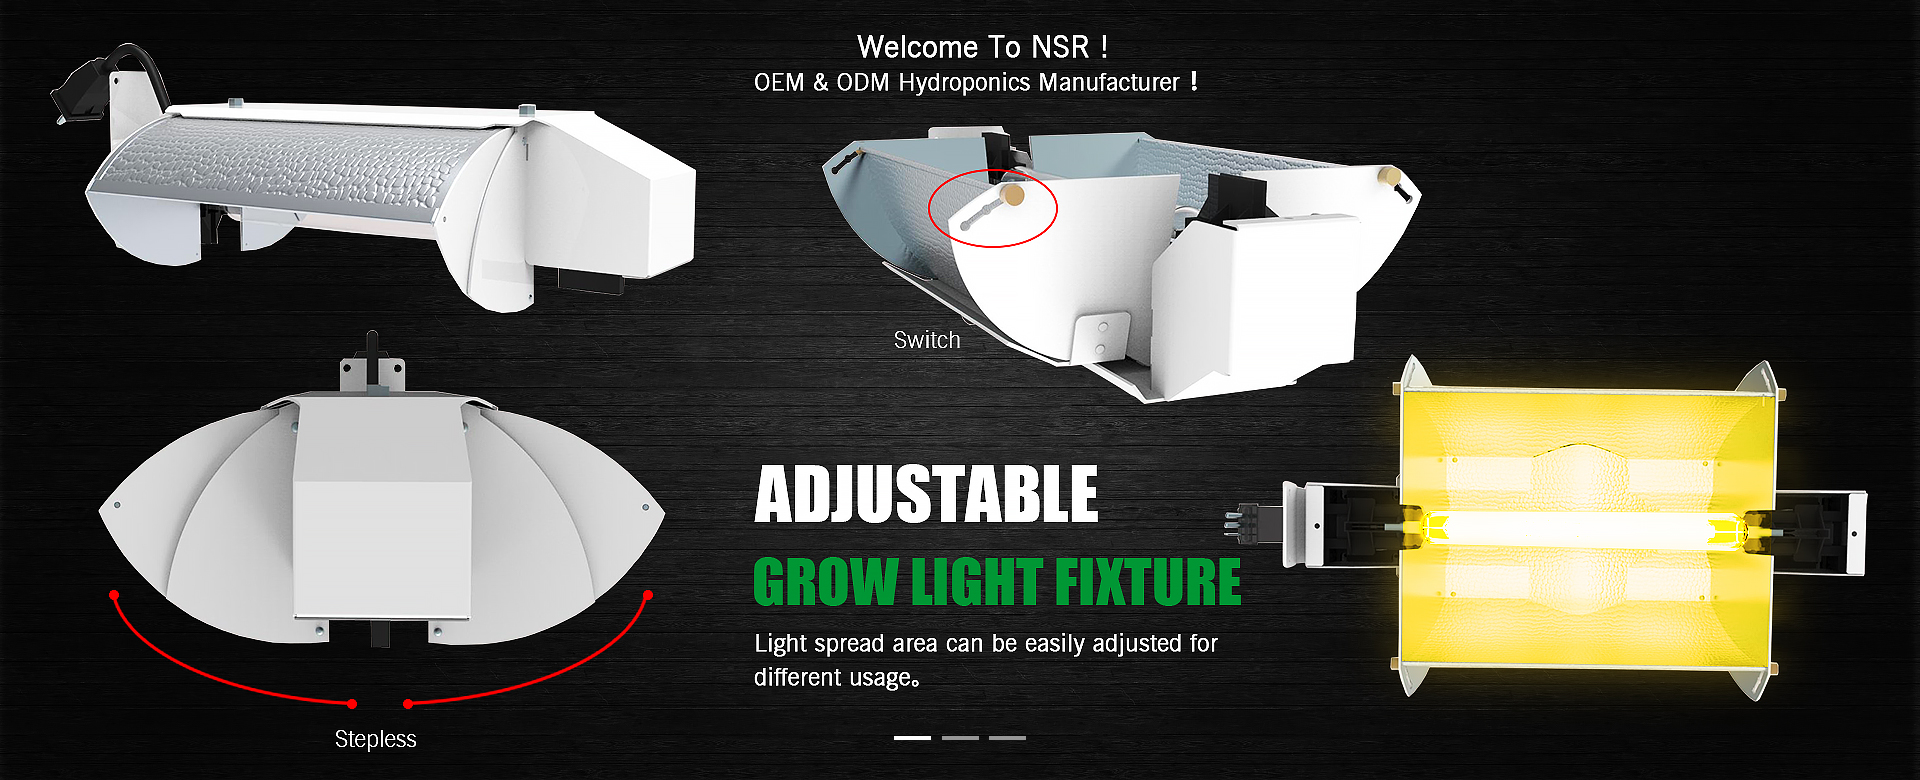 Welcome To NSR !
OEM & ODM Hydroponics Manufacturer !
Switch
ADJUSTABLE
GROW LIGHT FIXTURE
Light spread area can be easily adjusted for
different usage。
Stepless